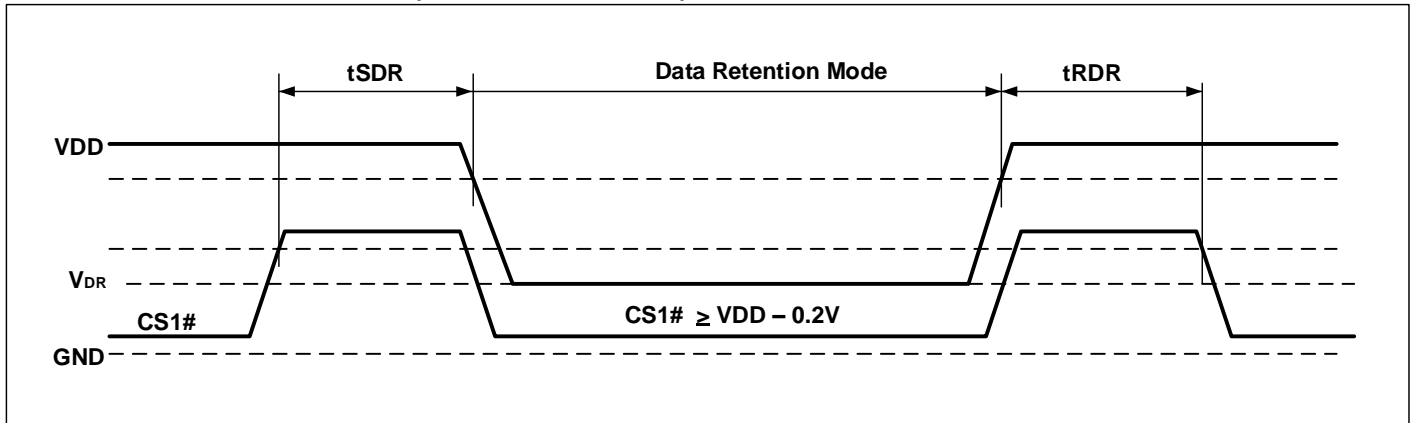 tSDR Data Retention Mode tRDR
VDD
VDR
CS1# CS1# ≥ VDD – 0.2V
GND